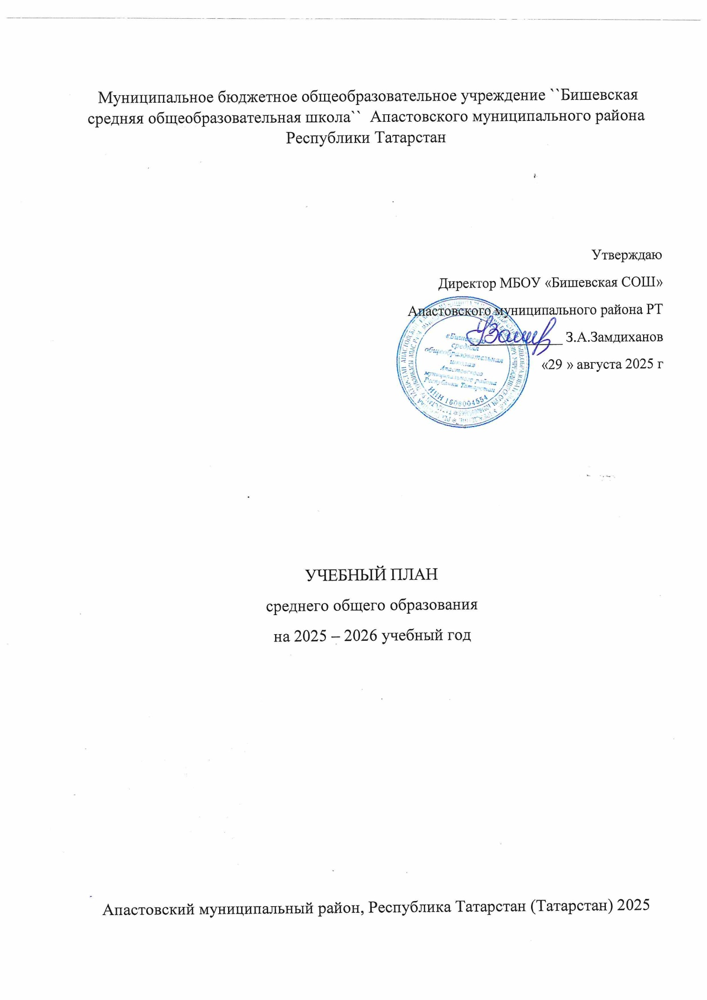 Муниципальное бюджетное общеобразовательное учреждение ``Бишевская
средняя общеобразовательная школа`` Апастовского муниципального района
Республики Татарстан
Утверждаю
Директор МБОУ «Бишевская СОШ»
Апастовского муниципального района РТ
З.А.Замдиханов
«29 » августа 2025 г
«Бишевская
средняя
общеобразовательная
школа»
Апастовского
муниципального района
Республики Татарстан
ИНН 1608004554
УЧЕБНЫЙ ПЛАН
среднего общего образования
на 2025 – 2026 учебный год
Апастовский муниципальный район, Республика Татарстан (Татарстан) 2025